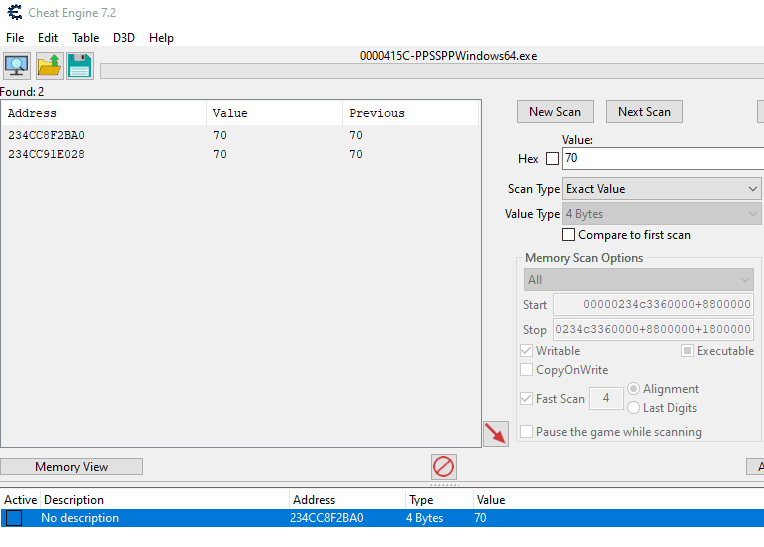 Cheat Engine 7.2
File Edit Table D3D Help
0000415C-PPSSPPWindows64.exe
Found: 2
Address Value Previous
234CC8F2BA0 70 70
234CC91E028 70 70
New Scan Next Scan
Value:
Hex 70
Scan Type Exact Value
Value Type 4 Bytes
Compare to first scan
Memory Scan Options
All
Start 00000234c3360000+8800000
Stop 0234c3360000+8800000+1800000
Writable Executable
CopyOnWrite
Fast Scan 4 Alignment
Last Digits
Pause the game while scanning
Memory View
Active Description Address Type Value
No description 234CC8F2BA0 4 Bytes 70